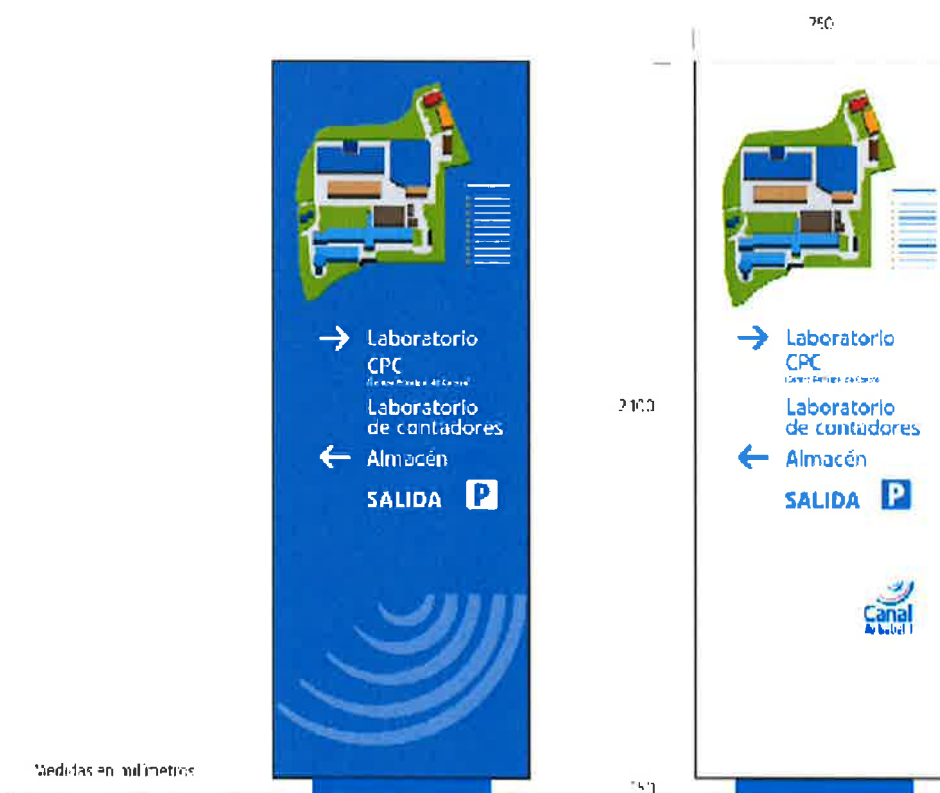 750
Laboratorio
CPC
Laboratorio
de contadores
Almacén
SALIDA P
2100
Laboratorio
CPC
Laboratorio
de contadores
Almacén
SALIDA P
Canal
Medidas en milímetros
150